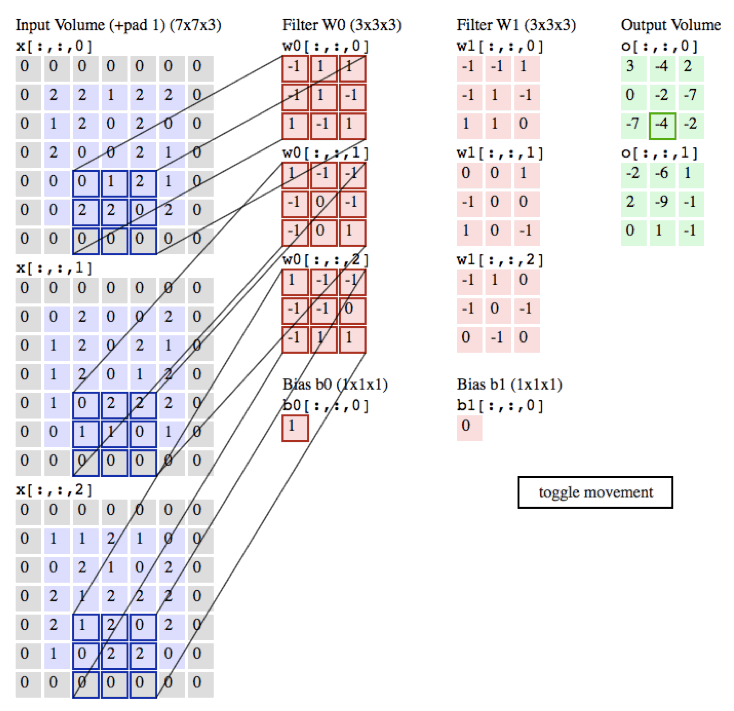 Input Volume (+pad 1) (7x7x3)
x[:,:,0]
0 0 0 0 0 0 0
0 2 2 1 2 2 0
0 1 2 0 2 0 0
0 2 0 0 2 1 0
0 0 0 1 2 1 0
0 0 2 2 0 2 0
0 0 0 0 0 0 0
x[:,:,1]
0 0 0 0 0 0 0
0 0 2 0 0 2 0
0 1 2 0 2 1 0
0 1 2 0 1 2 0
0 1 0 2 2 2 0
0 0 1 1 0 1 0
0 0 0 0 0 0 0
x[:,:,2]
0 0 0 0 0 0 0
0 1 1 2 1 0 0
0 0 2 1 0 2 0
0 2 1 2 2 2 0
0 2 1 2 0 2 0
0 1 0 2 2 0 0
0 0 0 0 0 0 0
Filter W0 (3x3x3)
w0[:,:,0]
-1 1 1
-1 1 -1
1 -1 1
w0[:,:,1]
1 -1 -1
-1 0 -1
-1 0 1
w0[:,:,2]
1 -1 -1
-1 -1 0
-1 1 1
Bias b0 (1x1x1)
b0[:,:,0]
1
Filter W1 (3x3x3)
w1[:,:,0]
-1 -1 1
-1 1 -1
1 1 0
w1[:,:,1]
0 0 1
-1 0 0
1 0 -1
w1[:,:,2]
-1 1 0
-1 0 -1
0 -1 0
Bias b1 (1x1x1)
b1[:,:,0]
0
Output Volume
o[:,:,0]
3 -4 2
0 -2 -7
-7 -4 -2
o[:,:,1]
-2 -6 1
2 -9 -1
0 1 -1
toggle movement